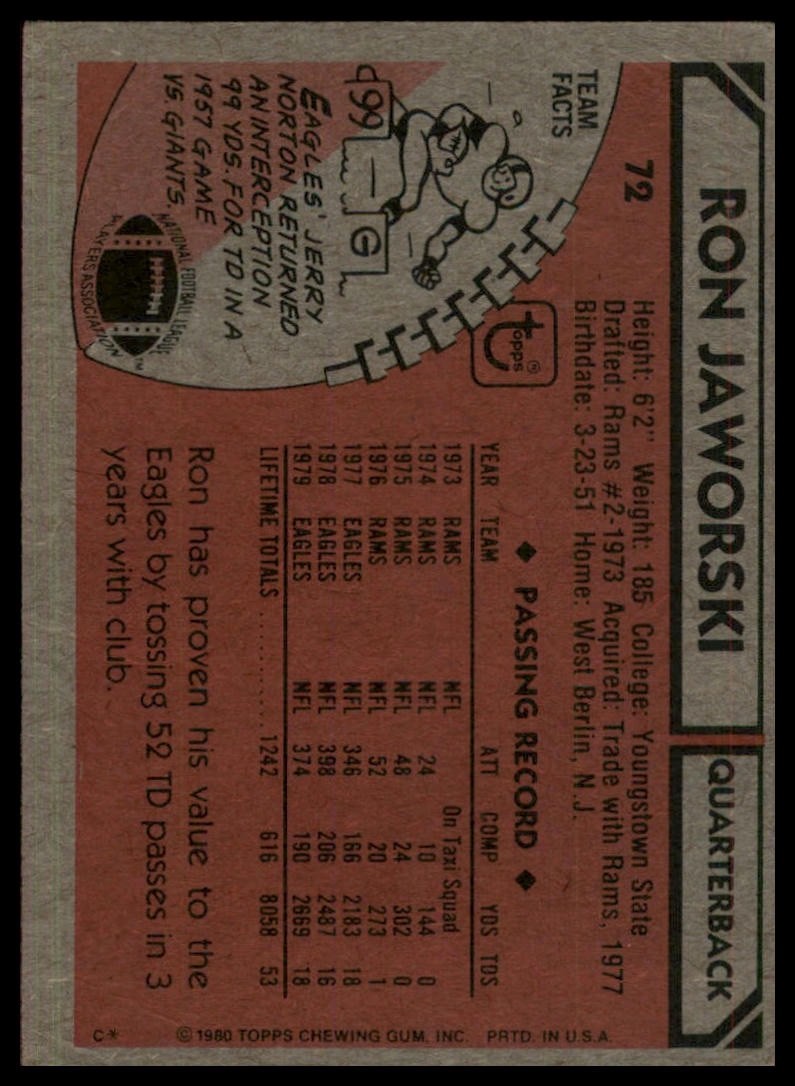 RON JAWORSKI
QUARTERBACK
72
Height: 6'2" Weight: 185 College: Youngstown State
Drafted: Rams #2-1973 Acquired: Trade with Rams, 1977
Birthdate: 3-23-51 Home: West Berlin, N.J.
TEAM
FACTS
99
G
EAGLES' JERRY
NORTON RETURNED
AN INTERCEPTION
99 YDS. FOR TD IN A
1957 GAME
VS. GIANTS.
NATIONAL FOOTBALL LEAGUE
PLAYERS ASSOCIATION
TM
topps®
◆ PASSING RECORD ◆
YEAR TEAM ATT COMP YDS TDS
1973 RAMS NFL On Taxi Squad
1974 RAMS NFL 24 10 144 0
1975 RAMS NFL 48 24 302 0
1976 RAMS NFL 52 20 273 1
1977 EAGLES NFL 346 166 2183 18
1978 EAGLES NFL 398 206 2487 16
1979 EAGLES NFL 374 190 2669 18
LIFETIME TOTALS .......... 1242 616 8058 53
Ron has proven his value to the
Eagles by tossing 52 TD passes in 3
years with club.
C* © 1980 TOPPS CHEWING GUM, INC. PRTD. IN U.S.A.